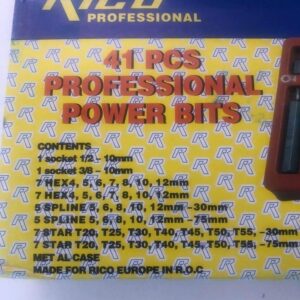 RICO
PROFESSIONAL
41 PCS
PROFESSIONAL
POWER BITS
CONTENTS
1 socket 1/2 -10mm
1 socket 3/8 -10mm
7 HEX4, 5, 6, 7, 8, 10, 12mm
7 HEX4, 5, 6, 7, 8, 10, 12mm
5 SPLINE 5, 6, 8, 10, 12mm -30mm
5 SPLINE 5, 6, 8, 10, 12mm -75mm
7 STAR T20, T25, T30, T40, T45, T50, T55, -30mm
7 STAR T20, T25, T30, T40, T45, T50, T55, -75mm
METAL CASE
MADE FOR RICO EUROPE IN R.O.C